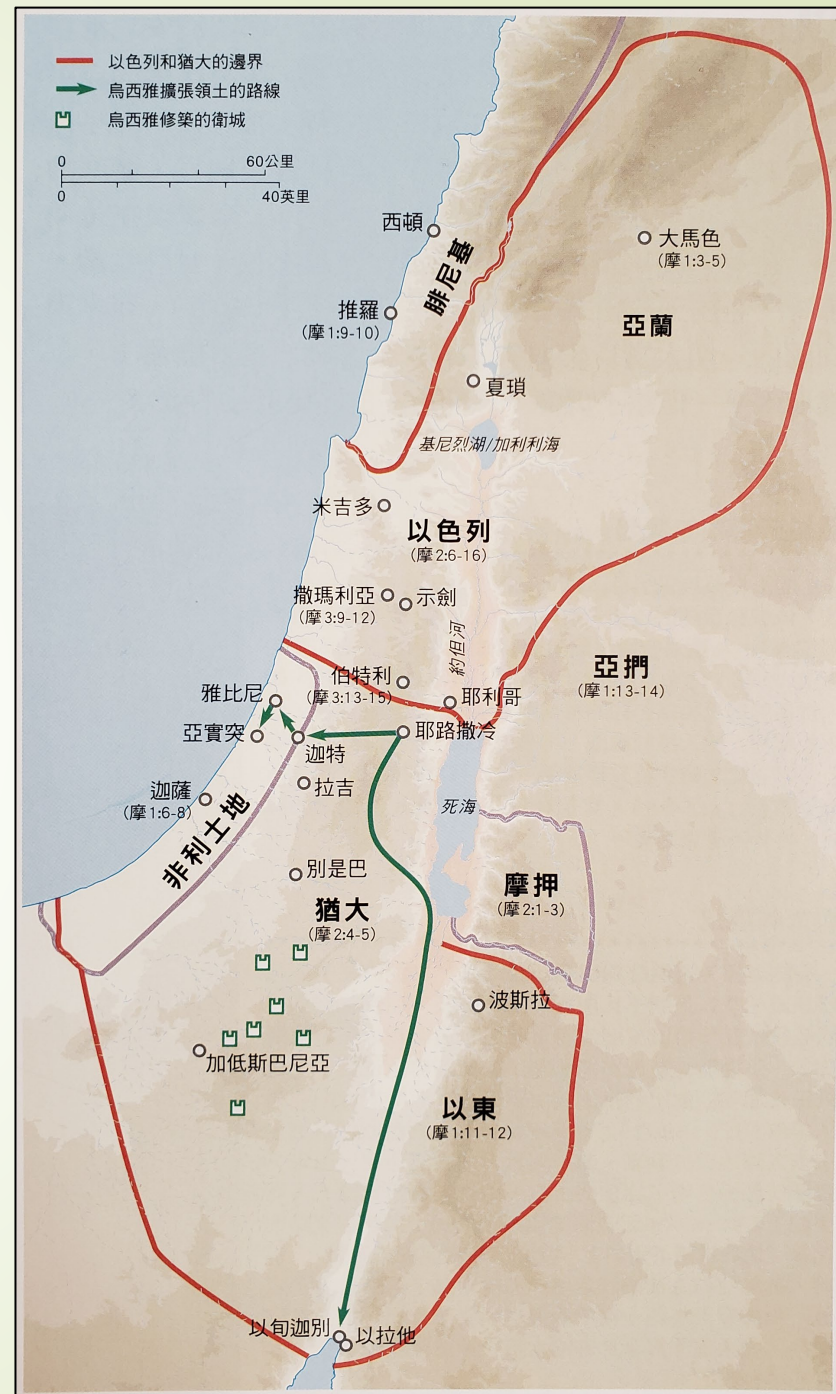 以色列和猶大的邊界
烏西雅擴張領土的路線
烏西雅修築的衛城
0 60公里
0 40英里
西頓
腓尼基
大馬色
(摩1:3-5)
推羅
(摩1:9-10)
亞蘭
夏瑣
基尼烈湖/加利利海
米吉多
以色列
(摩2:6-16)
撒瑪利亞
(摩3:9-12)
示劍
約但河
亞捫
(摩1:13-14)
伯特利
(摩3:13-15)
雅比尼
耶利哥
亞實突
迦特
耶路撒冷
拉吉
迦薩
(摩1:6-8)
非利士地
死海
別是巴
摩押
(摩2:1-3)
猶大
(摩2:4-5)
波斯拉
加低斯巴尼亞
以東
(摩1:11-12)
以旬迦別
以拉他